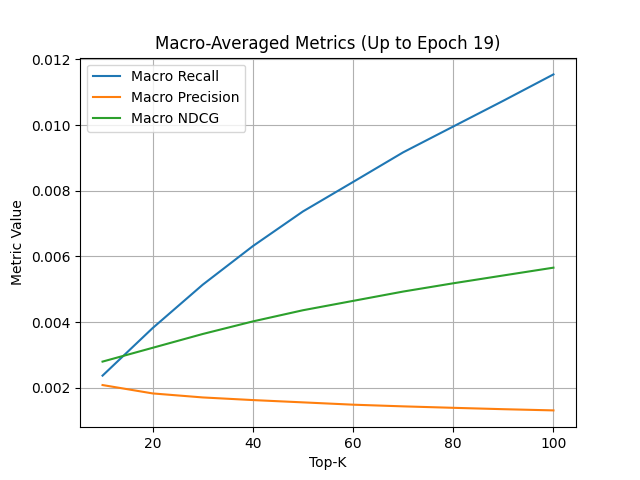 Macro-Averaged Metrics (Up to Epoch 19)
Macro Recall
Macro Precision
Macro NDCG
Metric Value
0.012
0.010
0.008
0.006
0.004
0.002
20 40 60 80 100
Top-K